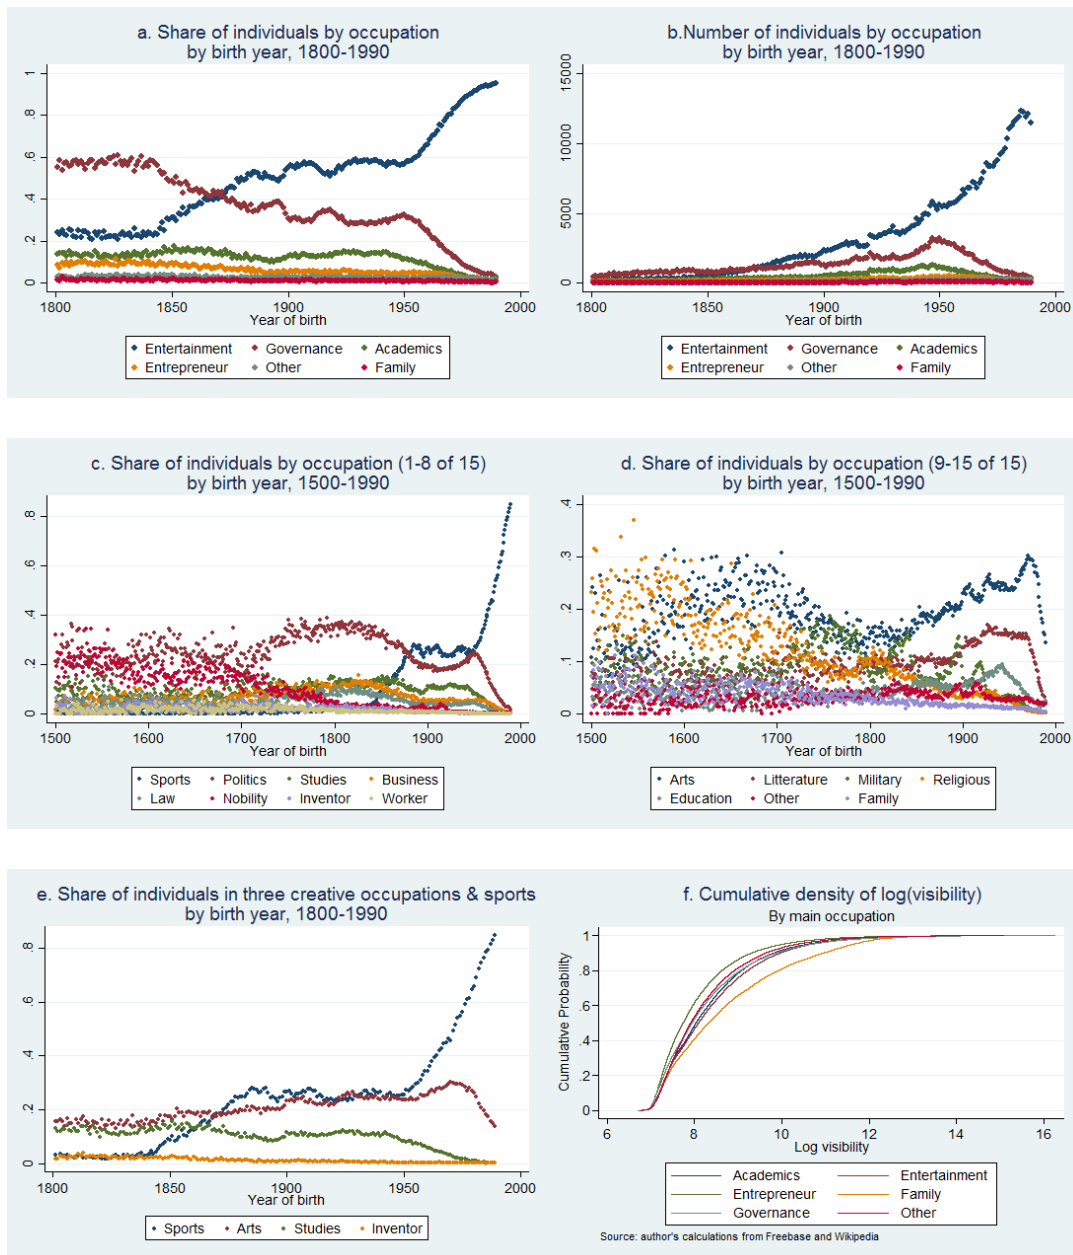 a. Share of individuals by occupation
by birth year, 1800-1990
1
.8
.6
.4
.2
0
1800 1850 1900 1950 2000
Year of birth
Entertainment Governance Academics
Entrepreneur Other Family
b.Number of individuals by occupation
by birth year, 1800-1990
15000
10000
5000
0
1800 1850 1900 1950 2000
Year of birth
Entertainment Governance Academics
Entrepreneur Other Family
c. Share of individuals by occupation (1-8 of 15)
by birth year, 1500-1990
.8
.6
.4
.2
0
1500 1600 1700 1800 1900 2000
Year of birth
Sports Politics Studies Business
Law Nobility Inventor Worker
d. Share of individuals by occupation (9-15 of 15)
by birth year, 1500-1990
.4
.3
.2
.1
0
1500 1600 1700 1800 1900 2000
Year of birth
Arts Litterature Military Religious
Education Other Family
e. Share of individuals in three creative occupations & sports
by birth year, 1800-1990
.8
.6
.4
.2
0
1800 1850 1900 1950 2000
Year of birth
Sports Arts Studies Inventor
f. Cumulative density of log(visibility)
By main occupation
Cumulative Probability
1
.8
.6
.4
.2
0
6 8 10 12 14 16
Log visibility
Academics Entertainment
Entrepreneur Family
Governance Other
Source: author's calculations from Freebase and Wikipedia